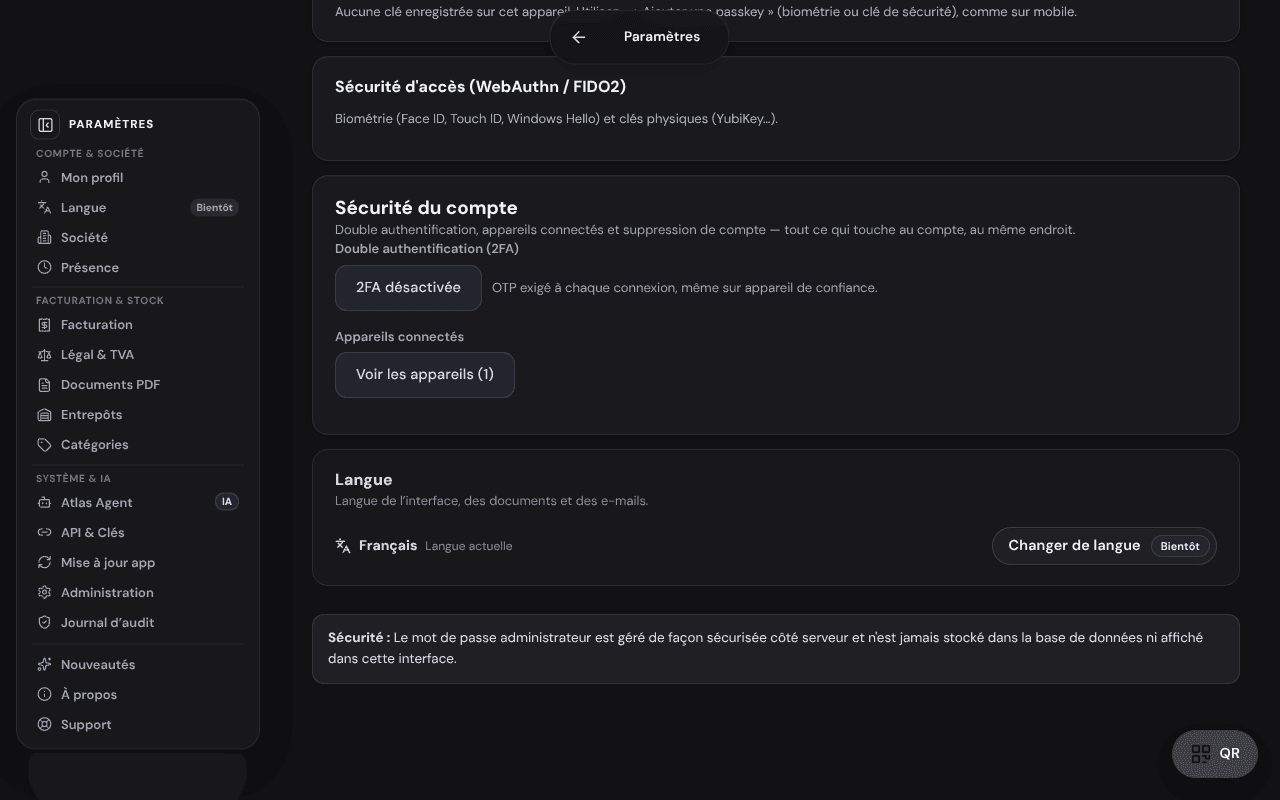 Aucune clé enregistrée sur cet appareil. passkey » (biométrie ou clé de sécurité), comme sur mobile.
Paramètres
Sécurité d'accès (WebAuthn / FIDO2)
Biométrie (Face ID, Touch ID, Windows Hello) et clés physiques (YubiKey…).
PARAMÈTRES
COMPTE & SOCIÉTÉ
Mon profil
Langue Bientôt
Société
Présence
FACTURATION & STOCK
Facturation
Légal & TVA
Documents PDF
Entrepôts
Catégories
SYSTÈME & IA
Atlas Agent IA
API & Clés
Mise à jour app
Administration
Journal d’audit
Nouveautés
À propos
Support
Sécurité du compte
Double authentification, appareils connectés et suppression de compte — tout ce qui touche au compte, au même endroit.
Double authentification (2FA)
2FA désactivée OTP exigé à chaque connexion, même sur appareil de confiance.
Appareils connectés
Voir les appareils (1)
Langue
Langue de l’interface, des documents et des e-mails.
Français Langue actuelle
Changer de langue Bientôt
Sécurité : Le mot de passe administrateur est géré de façon sécurisée côté serveur et n'est jamais stocké dans la base de données ni affiché
dans cette interface.
QR